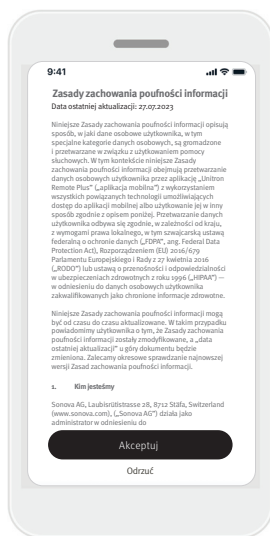 9:41
Zasady zachowania poufności informacji
Data ostatniej aktualizacji: 27.07.2023
Niniejsze Zasady zachowania poufności informacji opisują
sposób, w jaki dane osobowe użytkownika, w tym
specjalne kategorie danych osobowych, są gromadzone
i przetwarzane w związku z użytkowaniem pomocy
słuchowych. W tym kontekście niniejsze Zasady
zachowania poufności informacji obejmują przetwarzanie
danych osobowych użytkownika przez aplikację „Unitron
Remote Plus” („aplikacja mobilna”) z wykorzystaniem
wszystkich powiązanych technologii umożliwiających
dostęp do aplikacji mobilnej albo użytkowanie jej w inny
sposób zgodnie z opisem poniżej. Przetwarzanie danych
użytkownika odbywa się zgodnie, w zależności od kraju,
z wymogami prawa lokalnego, w tym szwajcarską ustawą
federalną o ochronie danych („FDPA”, ang. Federal Data
Protection Act), Rozporządzeniem (EU) 2016/679
Parlamentu Europejskiego i Rady z 27 kwietnia 2016
(„RODO”) lub ustawą o przenośności i odpowiedzialności
w ubezpieczeniach zdrowotnych z roku 1996 („HIPAA”) —
w odniesieniu do danych osobowych użytkownika
zakwalifikowanych jako chronione informacje zdrowotne.
Niniejsze Zasady zachowania poufności informacji mogą
być od czasu do czasu aktualizowane. W takim przypadku
powiadomimy użytkownika o tym, że Zasady zachowania
poufności informacji zostały zmodyfikowane, a „data
ostatniej aktualizacji” u góry dokumentu będzie
zmieniona. Zalecamy okresowe sprawdzanie najnowszej
wersji Zasad zachowania poufności informacji.
1. Kim jesteśmy
Sonova AG, Laubisrütistrasse 28, 8712 Stäfa, Switzerland
(www.sonova.com), („Sonova AG”) działa jako
administrator w odniesieniu do
Akceptuj
Odrzuć